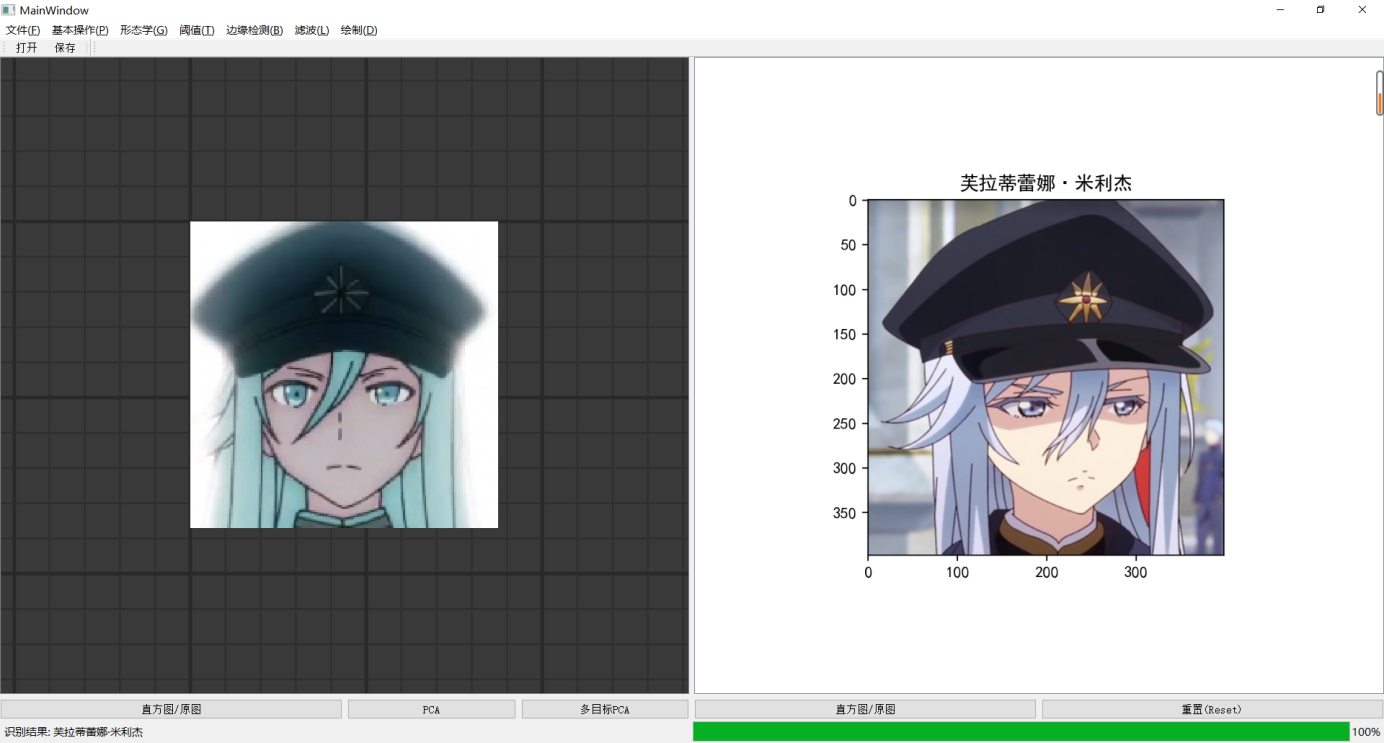 MainWindow
文件(F) 基本操作(P) 形态学(G) 阈值(T) 边缘检测(B) 滤波(L) 绘制(D)
打开 保存
芙拉蒂蕾娜·米利杰
0
50
100
150
200
250
300
350
0 100 200 300
直方图/原图 PCA 多目标PCA 直方图/原图 重置(Reset)
识别结果: 芙拉蒂蕾娜·米利杰 100%